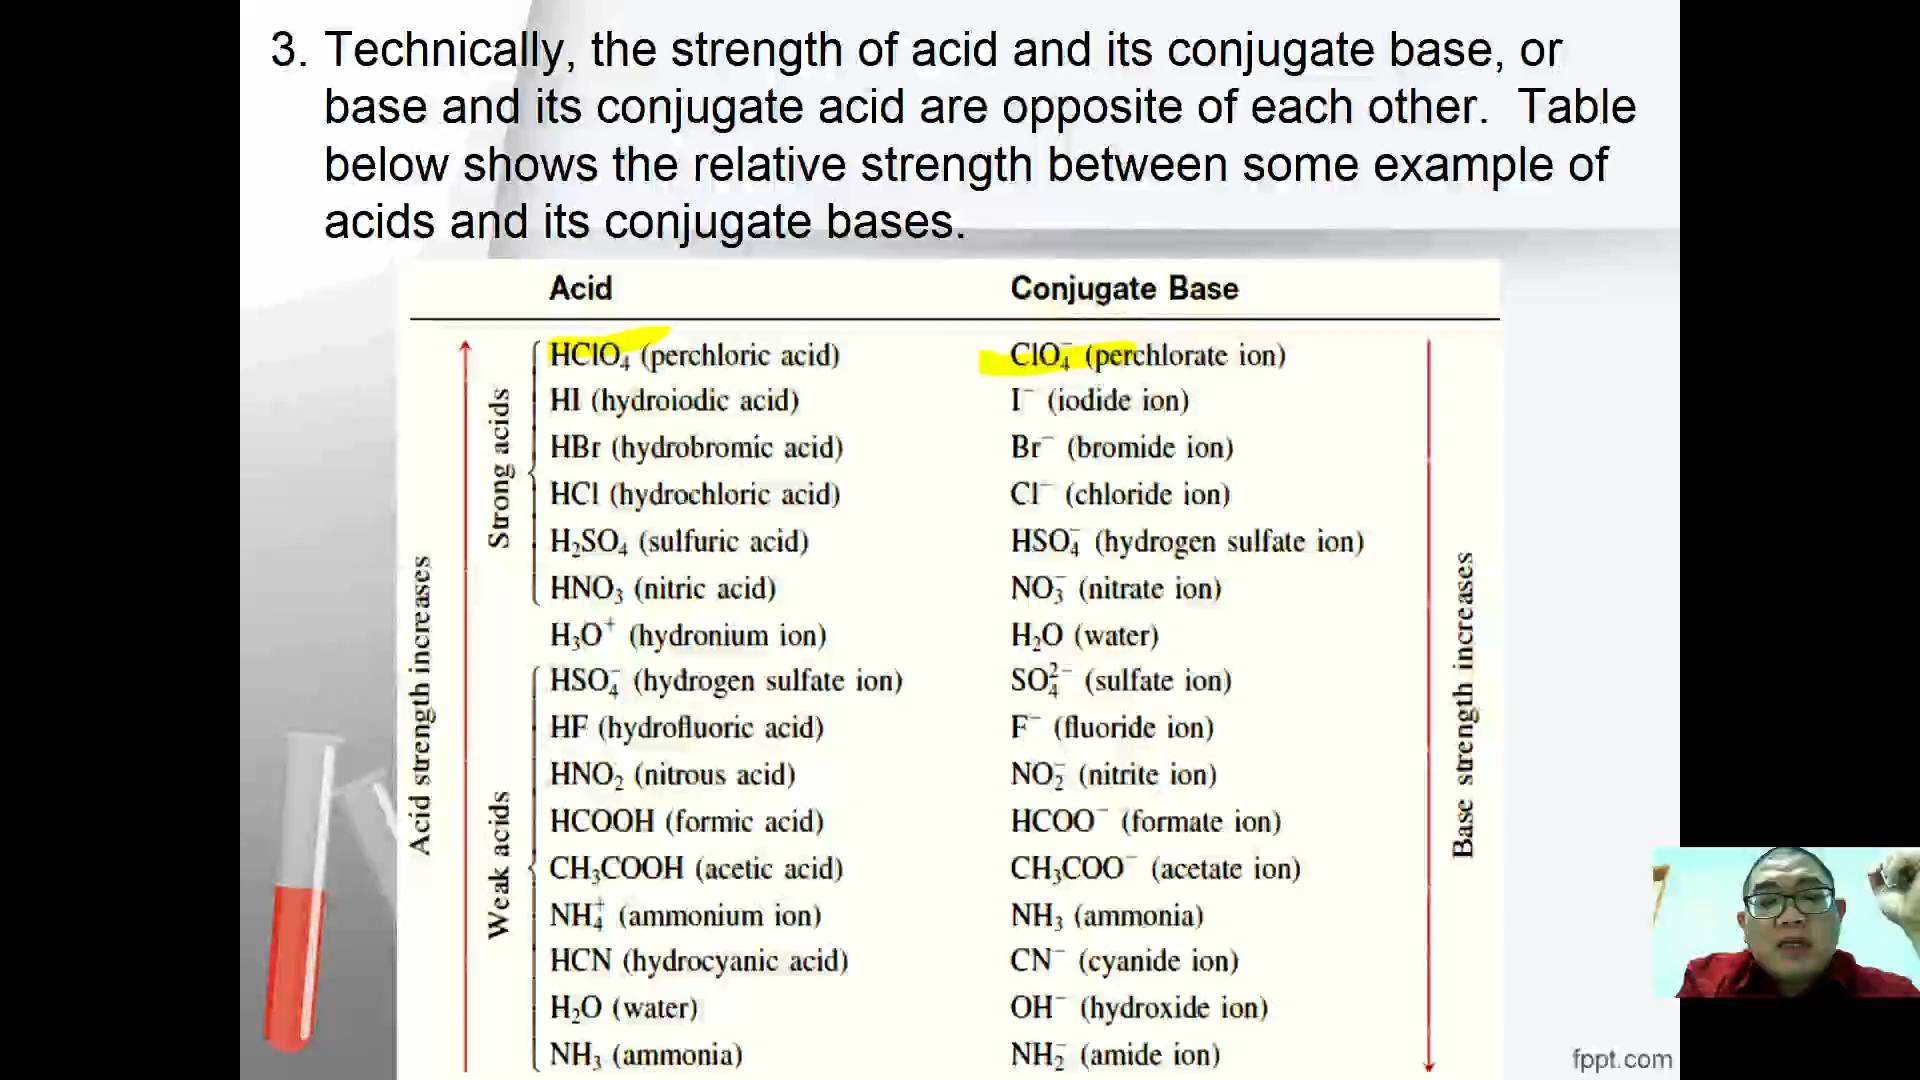 3. Technically, the strength of acid and its conjugate base, or
base and its conjugate acid are opposite of each other. Table
below shows the relative strength between some example of
acids and its conjugate bases.
Acid Conjugate Base
HClO₄ (perchloric acid) ClO₄⁻ (perchlorate ion)
HI (hydroiodic acid) I⁻ (iodide ion)
HBr (hydrobromic acid) Br⁻ (bromide ion)
HCl (hydrochloric acid) Cl⁻ (chloride ion)
H₂SO₄ (sulfuric acid) HSO₄⁻ (hydrogen sulfate ion)
HNO₃ (nitric acid) NO₃⁻ (nitrate ion)
H₃O⁺ (hydronium ion) H₂O (water)
HSO₄⁻ (hydrogen sulfate ion) SO₄²⁻ (sulfate ion)
HF (hydrofluoric acid) F⁻ (fluoride ion)
HNO₂ (nitrous acid) NO₂⁻ (nitrite ion)
HCOOH (formic acid) HCOO⁻ (formate ion)
CH₃COOH (acetic acid) CH₃COO⁻ (acetate ion)
NH₄⁺ (ammonium ion) NH₃ (ammonia)
HCN (hydrocyanic acid) CN⁻ (cyanide ion)
H₂O (water) OH⁻ (hydroxide ion)
NH₃ (ammonia) NH₂⁻ (amide ion)
Acid strength increases
Strong acids
Weak acids
Base strength increases
fppt.com